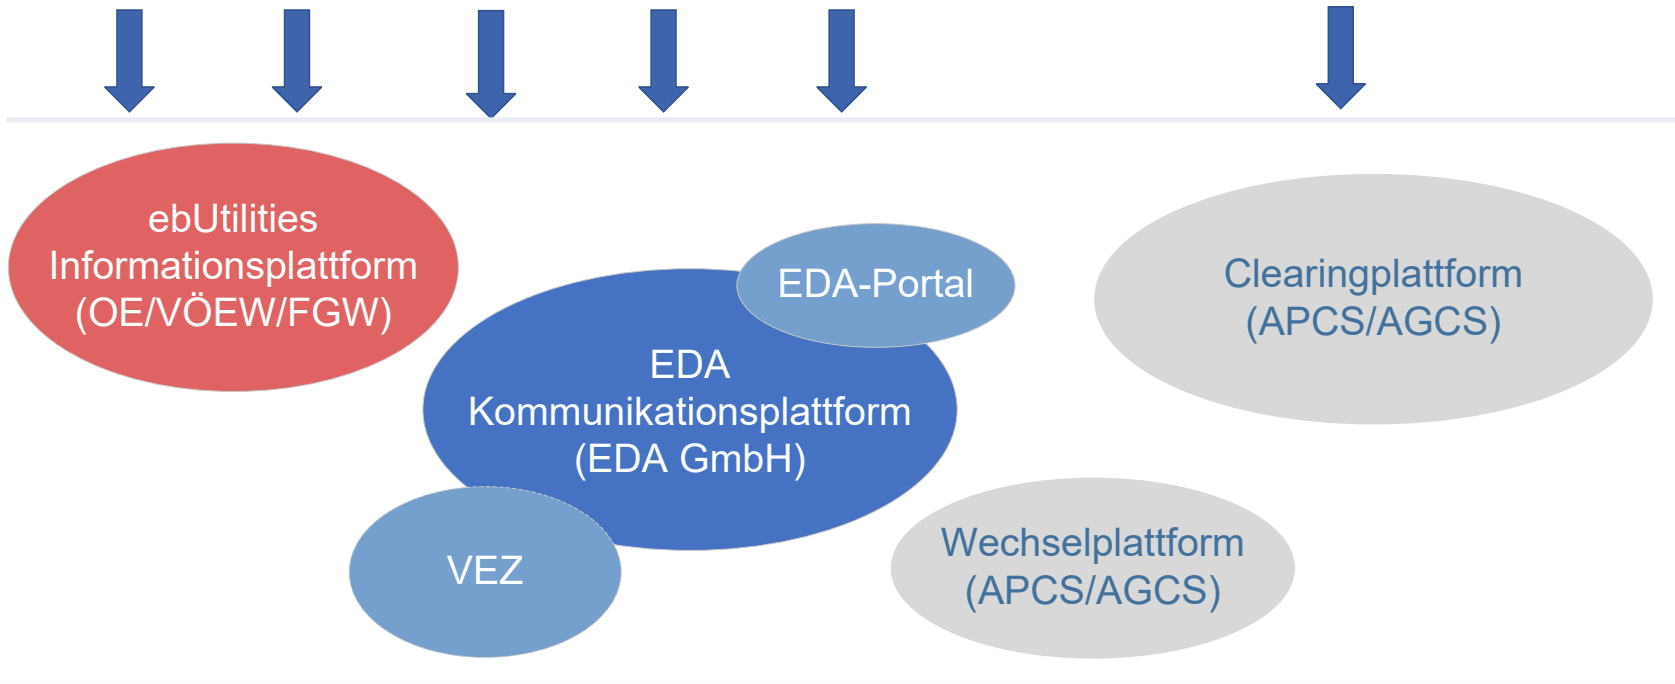 ebUtilities
Informationsplattform
(OE/VÖEW/FGW)
EDA-Portal
EDA
Kommunikationsplattform
(EDA GmbH)
VEZ
Clearingplattform
(APCS/AGCS)
Wechselplattform
(APCS/AGCS)